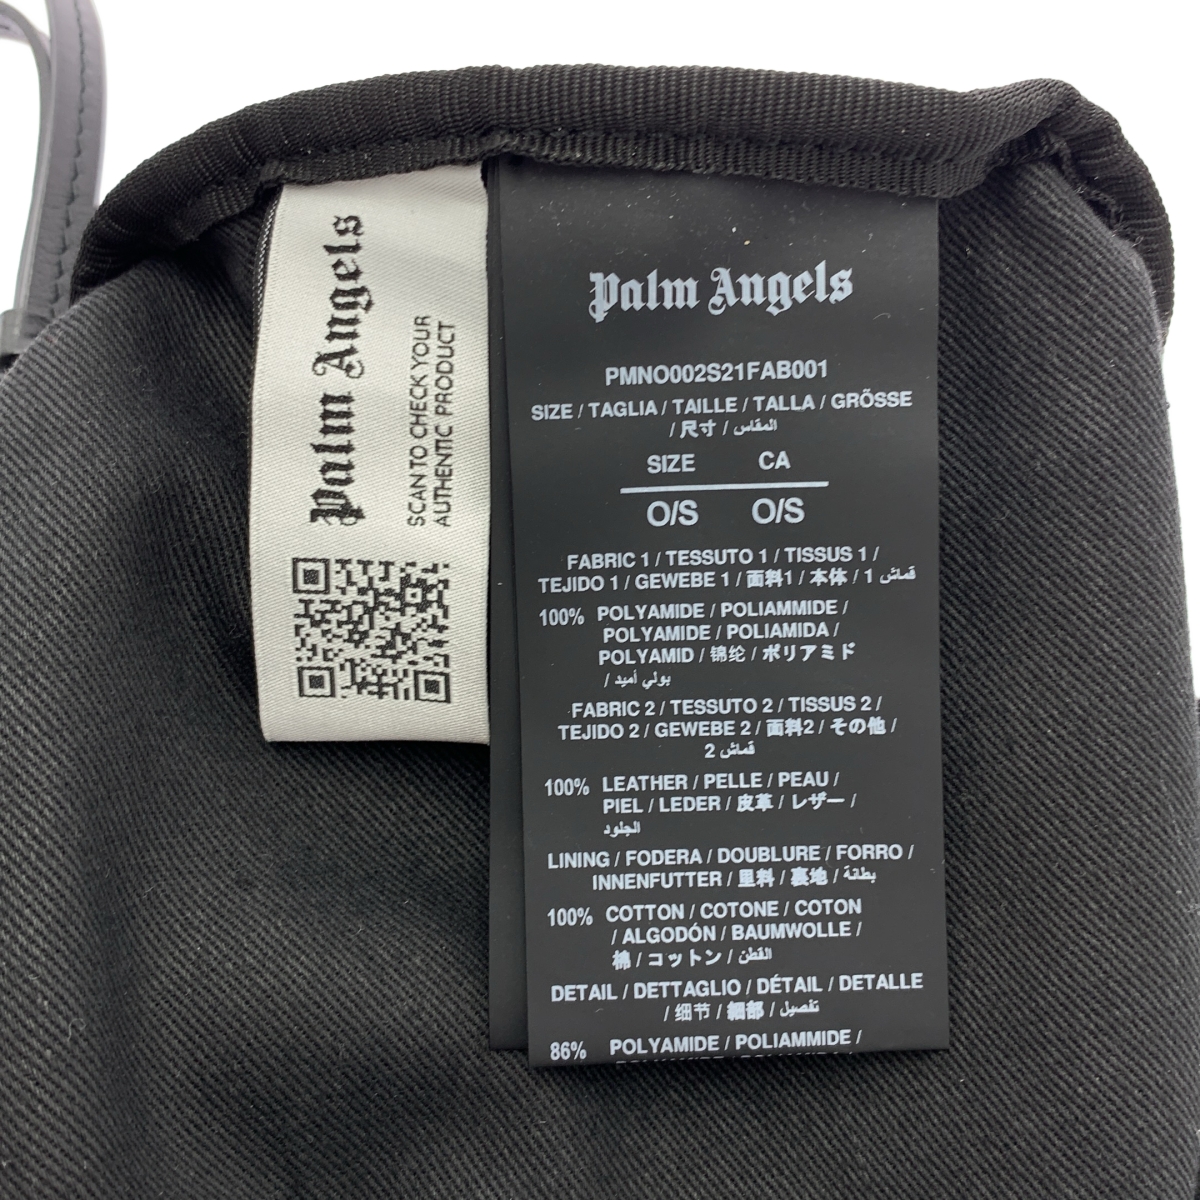 Palm Angels
SCAN TO CHECK YOUR
AUTHENTIC PRODUCT
Palm Angels
PMNO002S21FAB001
SIZE / TAGLIA / TAILLE / TALLA / GRÖSSE
/ 尺寸 / المقاس
SIZE CA
O/S O/S
FABRIC 1 / TESSUTO 1 / TISSUS 1 /
TEJIDO 1 / GEWEBE 1 / 面料1 / 本体 / قماش 1
100% POLYAMIDE / POLIAMMIDE /
POLYAMIDE / POLIAMIDA /
POLYAMID / 锦纶 / ポリアミド
/ بولي أميد
FABRIC 2 / TESSUTO 2 / TISSUS 2 /
TEJIDO 2 / GEWEBE 2 / 面料2 / その他 /
قماش 2
100% LEATHER / PELLE / PEAU /
PIEL / LEDER / 皮革 / レザー /
الجلود
LINING / FODERA / DOUBLURE / FORRO /
INNENFUTTER / 里料 / 裏地 / بطانة
100% COTTON / COTONE / COTON
/ ALGODÓN / BAUMWOLLE /
棉 / コットン / القطن
DETAIL / DETTAGLIO / DÉTAIL / DETALLE
/ 细节 / 細部 / تفصيل
86% POLYAMIDE / POLIAMMIDE /